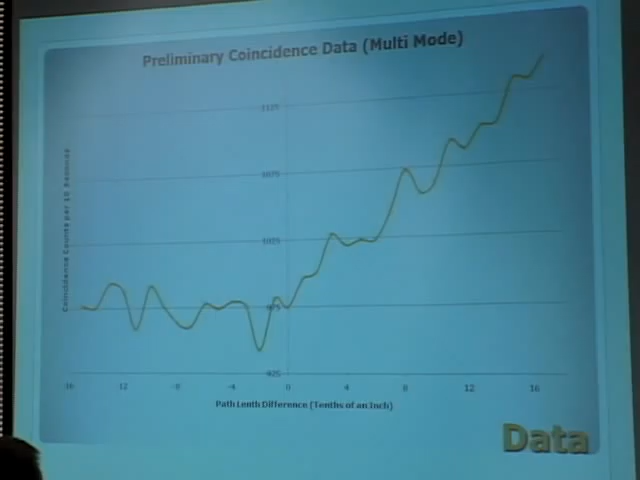 Preliminary Coincidence Data (Multi Mode)
Coincidence Counts per 10 Seconds
1125
1075
1025
975
925
16 12 -8 -4 0 4 8 12 16
Path Lenth Difference (Tenths of an Inch)
Data